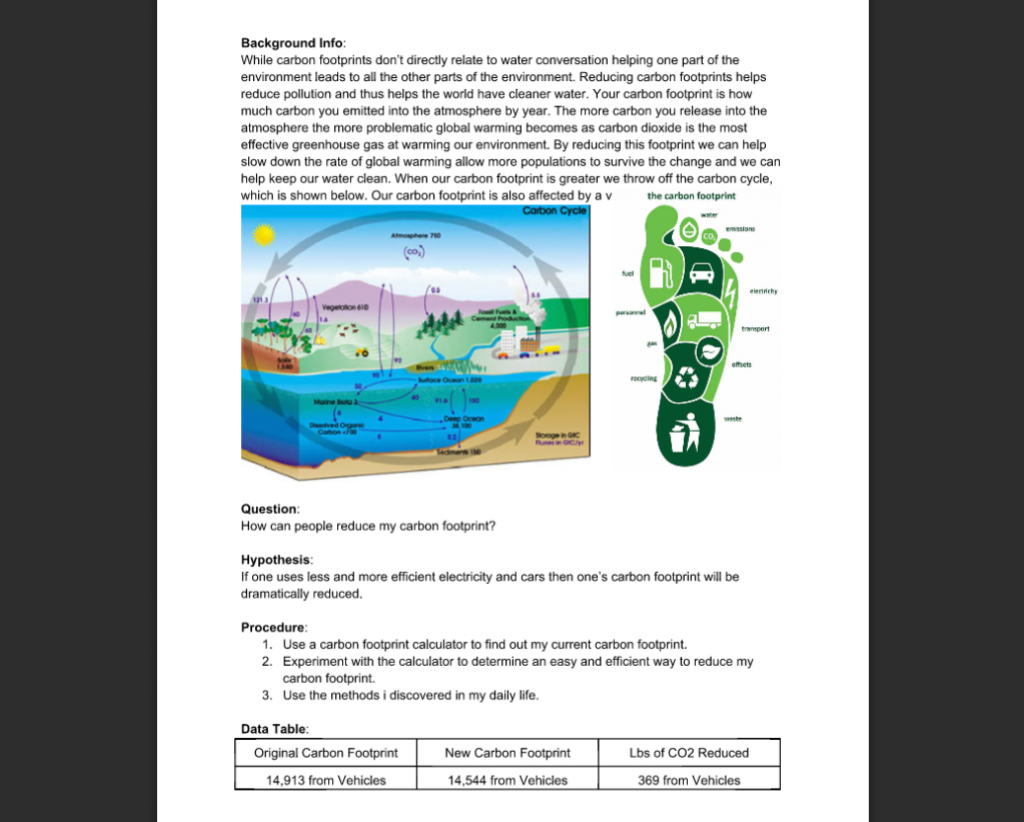 Background Info:
While carbon footprints don't directly relate to water conversation helping one part of the
environment leads to all the other parts of the environment. Reducing carbon footprints helps
reduce pollution and thus helps the world have cleaner water. Your carbon footprint is how
much carbon you emitted into the atmosphere by year. The more carbon you release into the
atmosphere the more problematic global warming becomes as carbon dioxide is the most
effective greenhouse gas at warming our environment. By reducing this footprint we can help
slow down the rate of global warming allow more populations to survive the change and we can
help keep our water clean. When our carbon footprint is greater we throw off the carbon cycle,
which is shown below. Our carbon footprint is also affected by a v
Carbon Cycle
Atmosphere 750
(CO₂)
121.3
60
Vegetation 610
1.6
60
0.5
5.5
Fossil Fuels &
Cement Production
4,000
Soils
1,580
92
90
Rivers
Surface Ocean 1,020
50
Marine Biota 3
40
91.6
100
Deep Ocean
38,100
Dissolved Organic
Carbon <700
6
4
6
0.2
Sediments 150
Storage in GtC
Fluxes in GtC/yr
the carbon footprint
water
emissions
CO₂
fuel
electricity
personnel
transport
gas
offsets
recycling
waste
Question:
How can people reduce my carbon footprint?
Hypothesis:
If one uses less and more efficient electricity and cars then one's carbon footprint will be
dramatically reduced.
Procedure:
1. Use a carbon footprint calculator to find out my current carbon footprint.
2. Experiment with the calculator to determine an easy and efficient way to reduce my
carbon footprint.
3. Use the methods i discovered in my daily life.
Data Table:
Original Carbon Footprint New Carbon Footprint Lbs of CO2 Reduced
14,913 from Vehicles 14,544 from Vehicles 369 from Vehicles